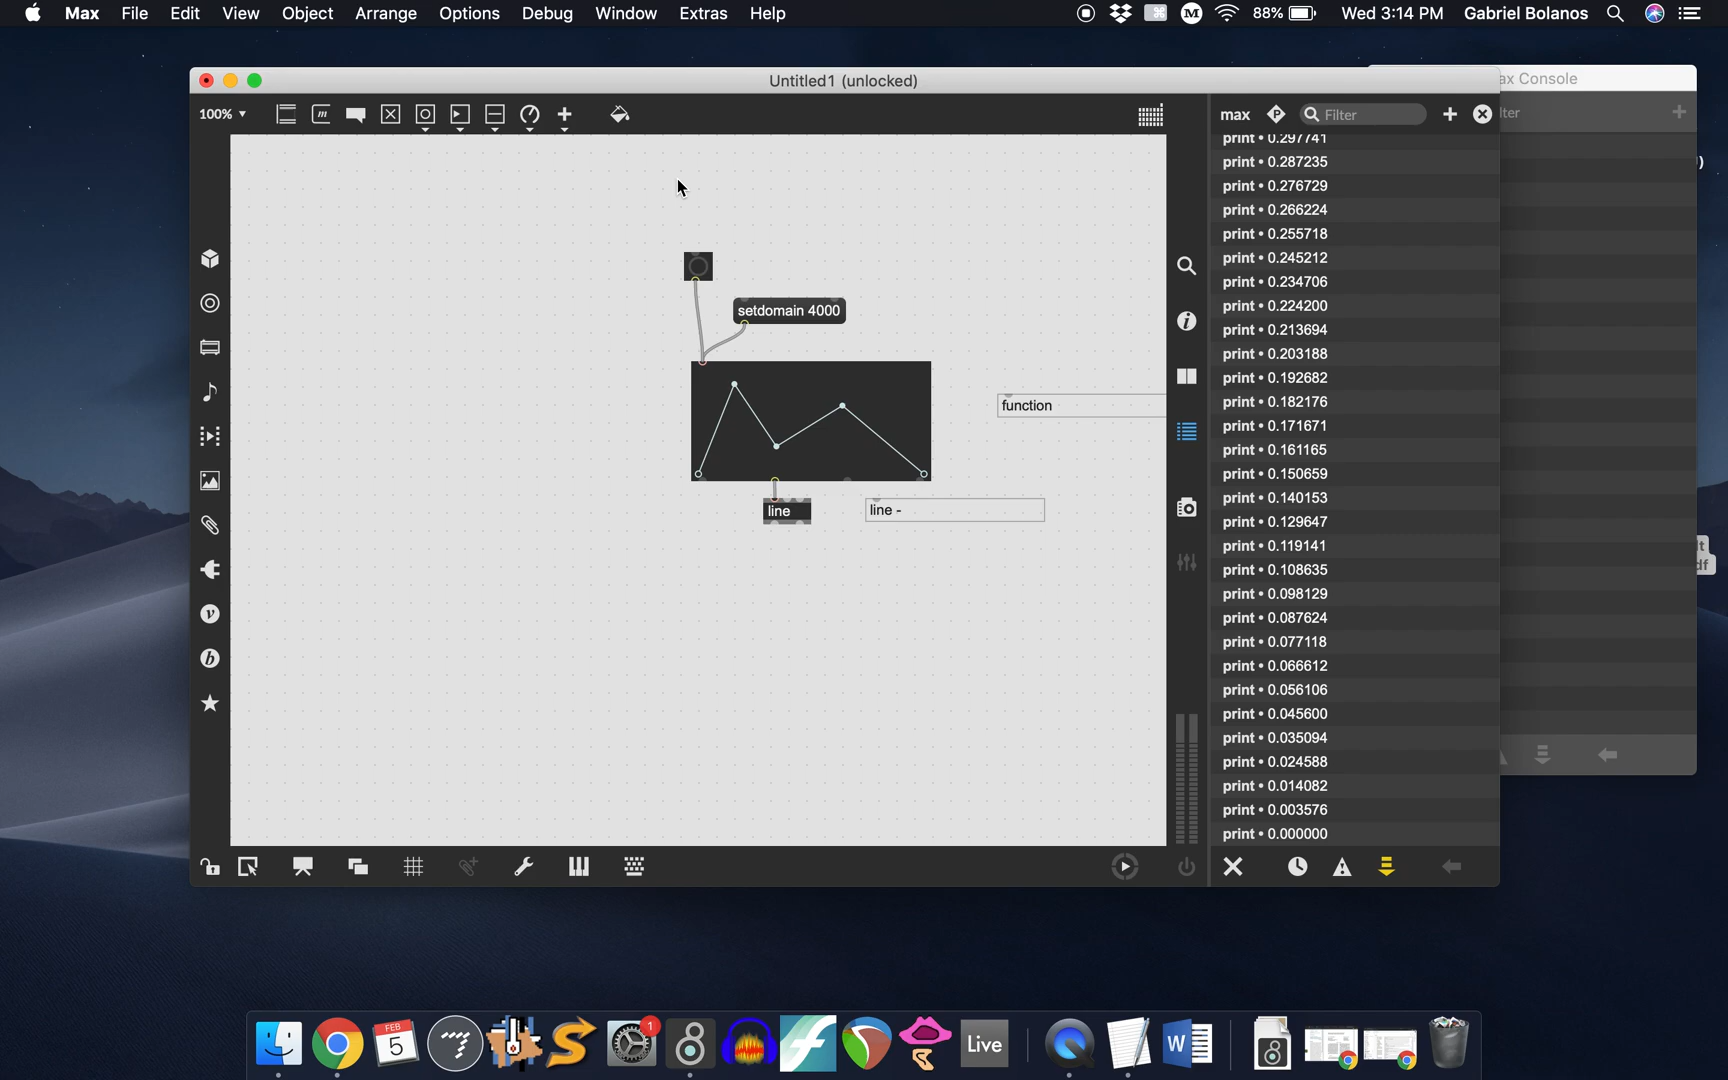 Max File Edit View Object Arrange Options Debug Window Extras Help
M 88% Wed 3:14 PM Gabriel Bolanos
Untitled1 (unlocked)
ax Console
100%
m
max
Filter
lter
setdomain 4000
function
line
line -
print • 0.297741
print • 0.287235
print • 0.276729
print • 0.266224
print • 0.255718
print • 0.245212
print • 0.234706
print • 0.224200
print • 0.213694
print • 0.203188
print • 0.192682
print • 0.182176
print • 0.171671
print • 0.161165
print • 0.150659
print • 0.140153
print • 0.129647
print • 0.119141
print • 0.108635
print • 0.098129
print • 0.087624
print • 0.077118
print • 0.066612
print • 0.056106
print • 0.045600
print • 0.035094
print • 0.024588
print • 0.014082
print • 0.003576
print • 0.000000
)
it
df
FEB
5
1
Live
W